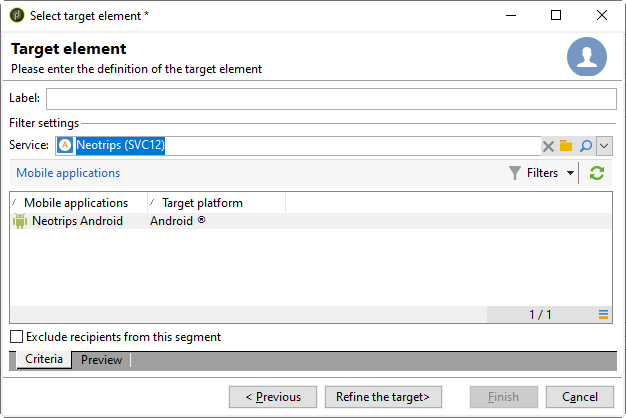 Select target element *
Target element
Please enter the definition of the target element
Label:
Filter settings
Service: Neotrips (SVC12)
Mobile applications Filters
Mobile applications Target platform
Neotrips Android Android ®
1 / 1
Exclude recipients from this segment
Criteria Preview
< Previous Refine the target> Finish Cancel